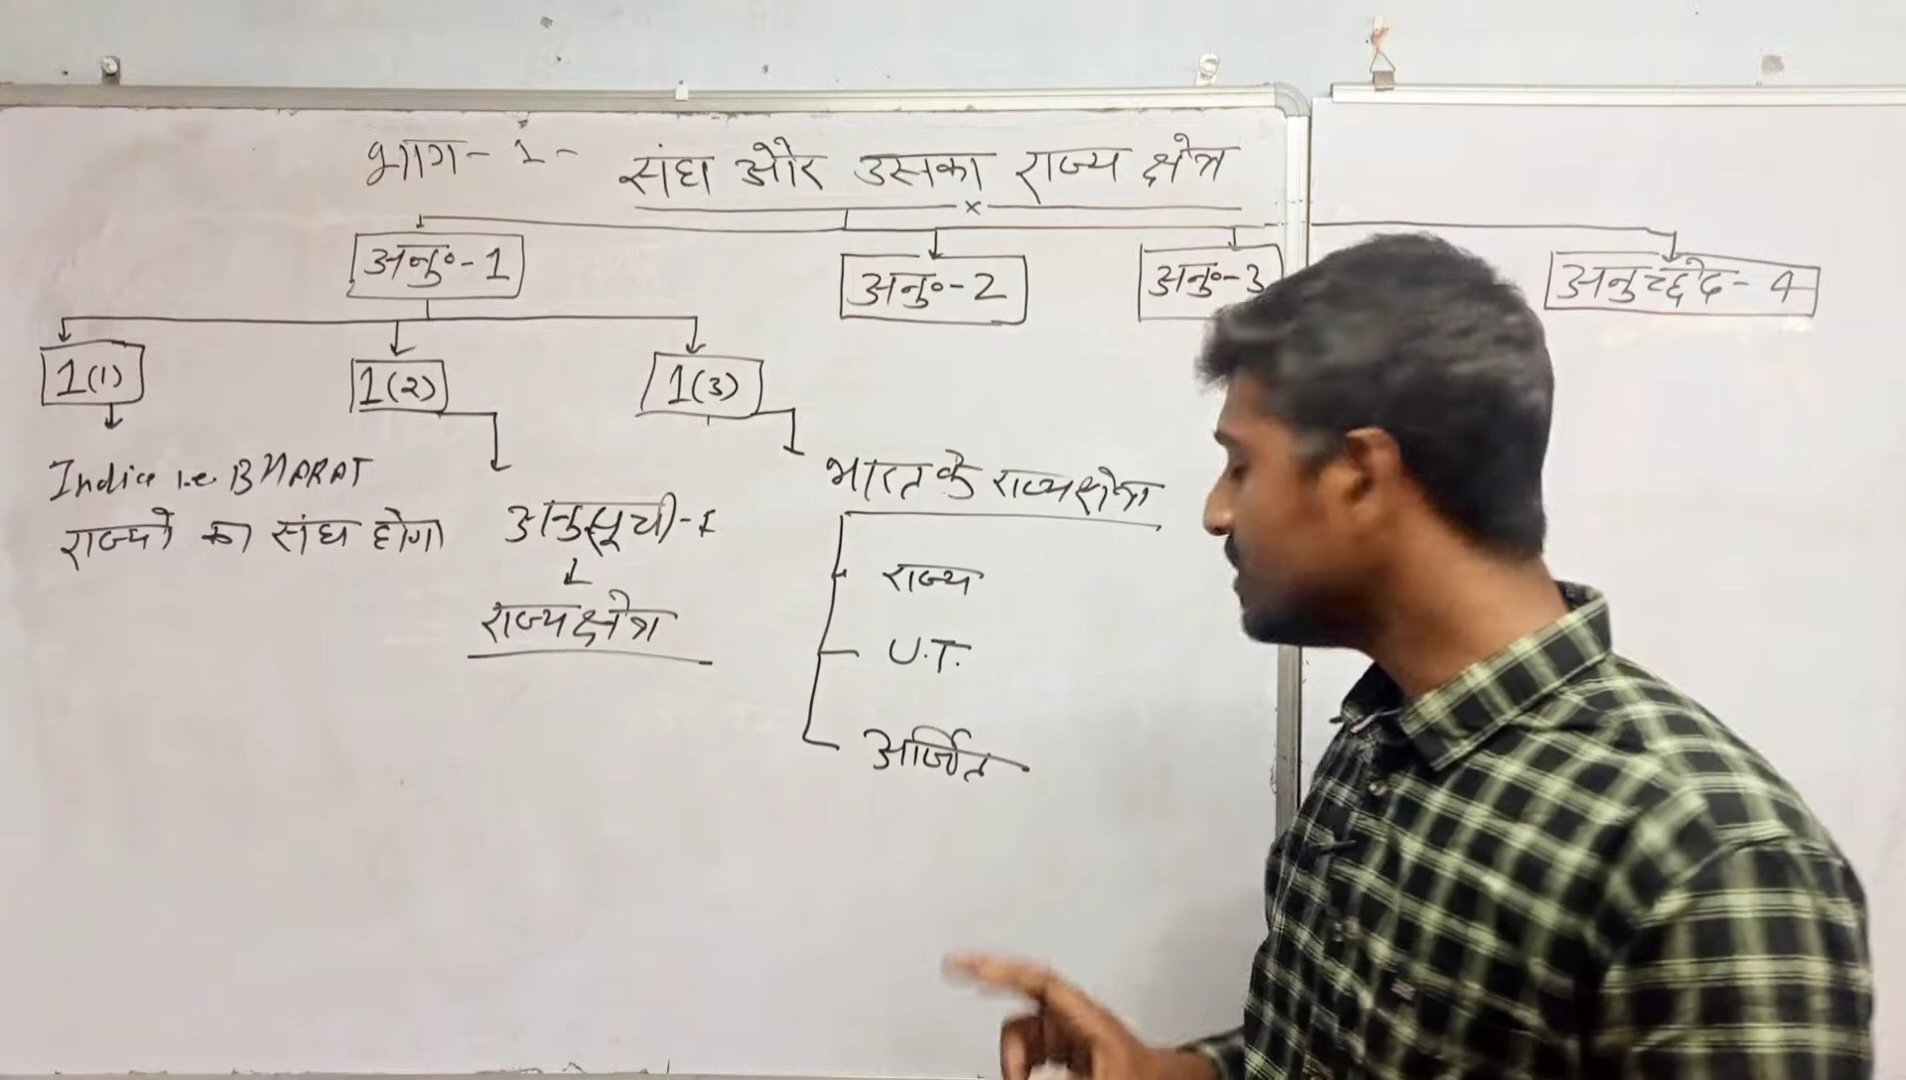 भाग- 1- संघ और उसका राज्य क्षेत्र
अनु०-1
अनु०-2
अनु०-3
अनुच्छेद-4
1(1)
1(2)
1(3)
India i.e. BHARAT
राज्यो का संघ होगा
अनुसूची-I
राज्यक्षेत्र
भारत के राज्यक्षेत्र
राज्य
U.T.
अर्जित